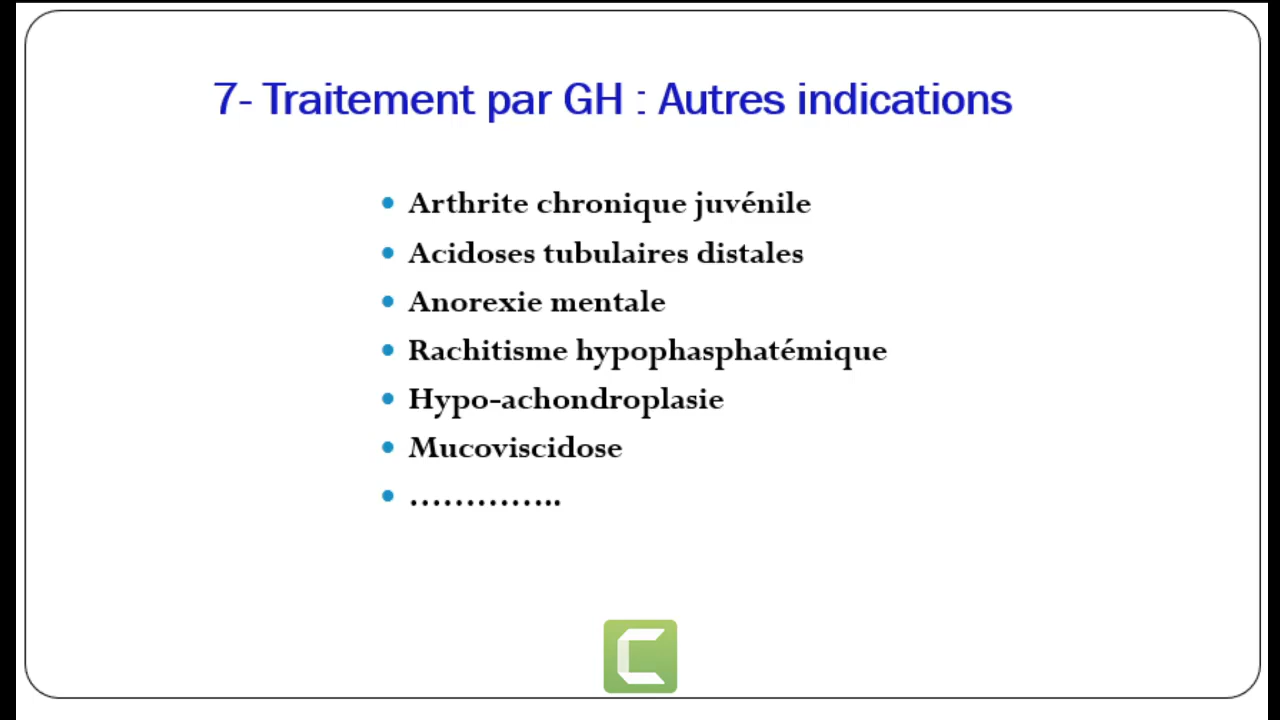 7- Traitement par GH : Autres indications
• Arthrite chronique juvénile
• Acidoses tubulaires distales
• Anorexie mentale
• Rachitisme hypophasphatémique
• Hypo-achondroplasie
• Mucoviscidose
• …………..